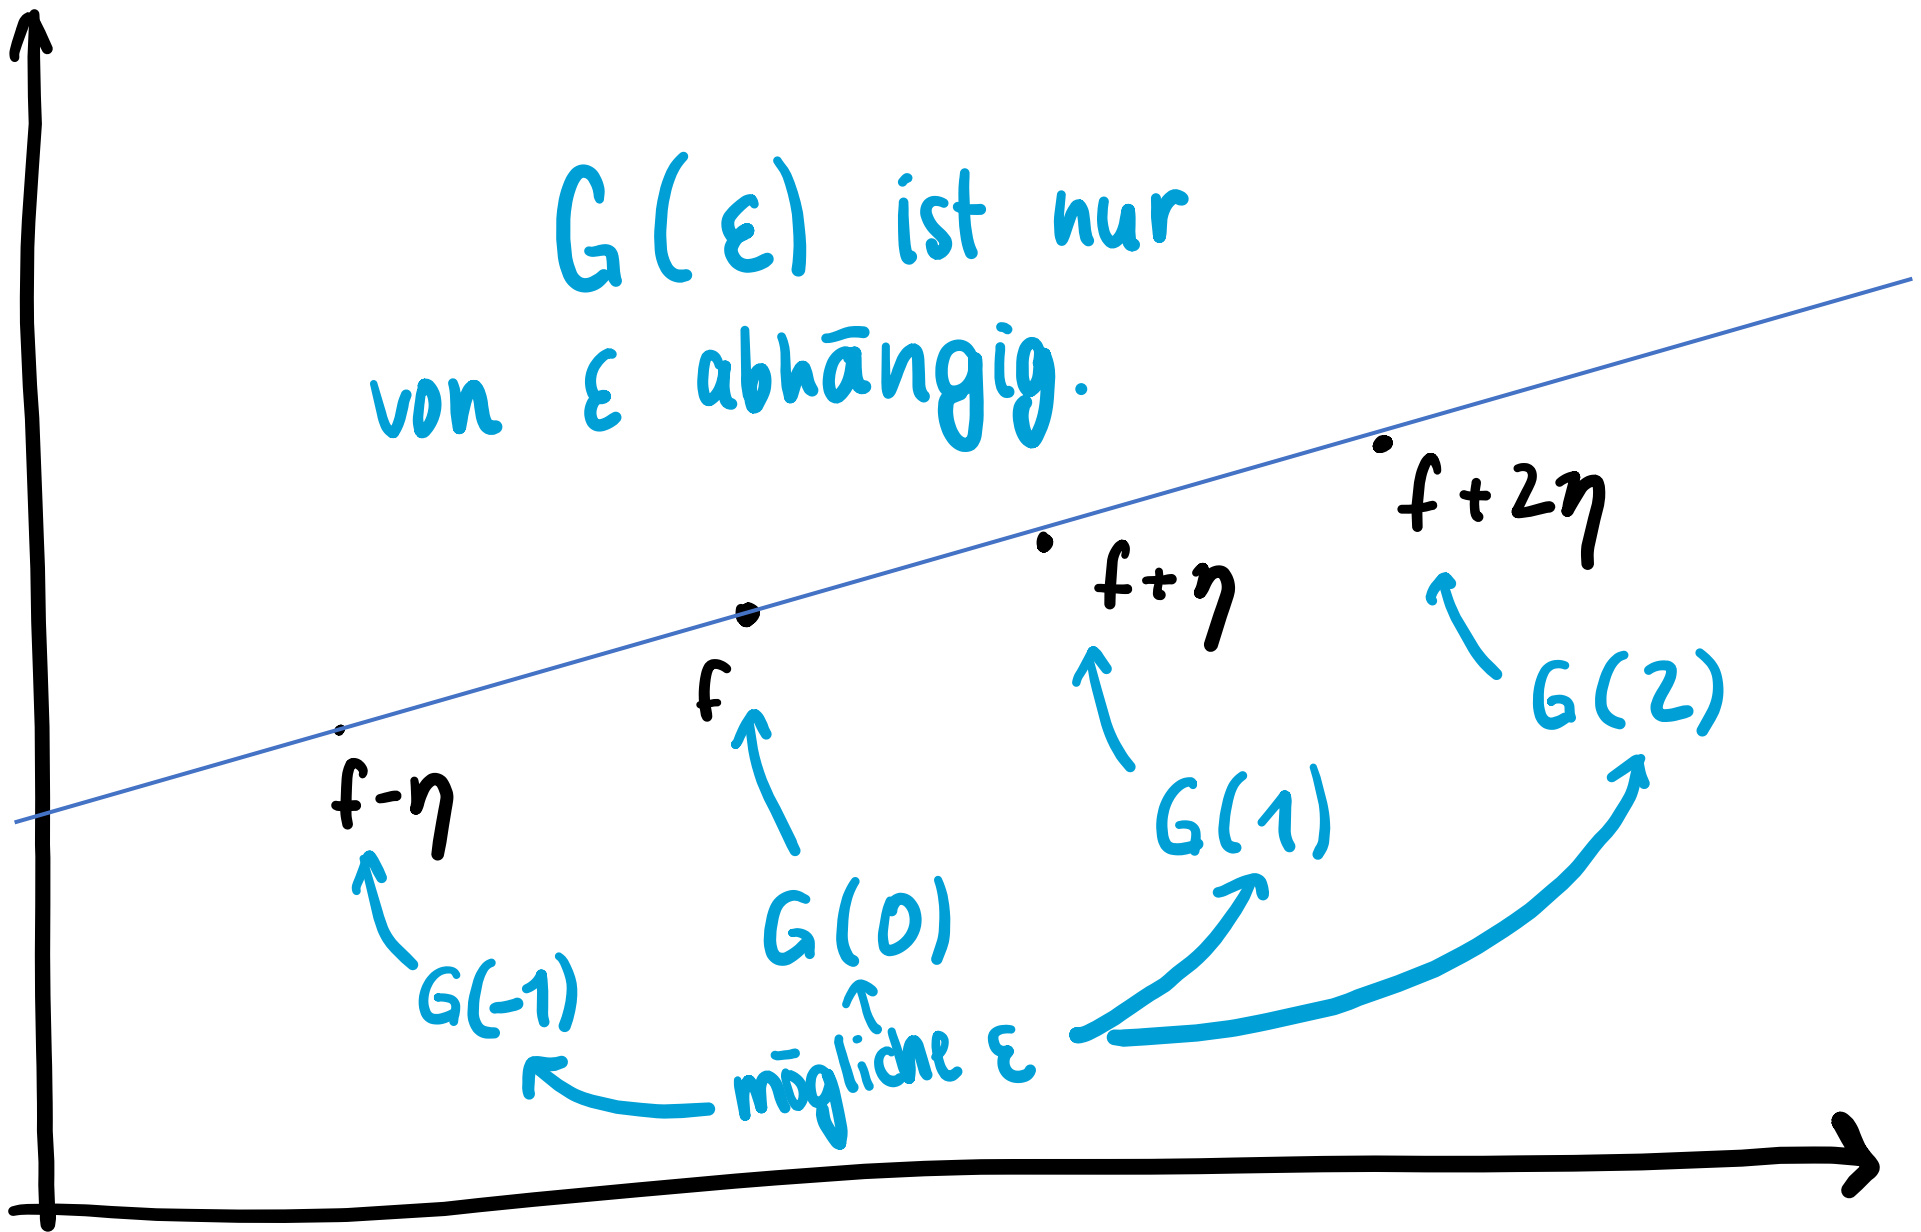 G(ε) ist nur
von ε abhängig.
f+2η
f+η
f
G(2)
f-η
G(1)
G(0)
G(-1)
mögliche ε